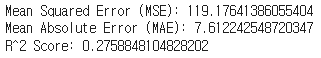 Mean Squared Error (MSE): 119.17641386055404
Mean Absolute Error (MAE): 7.612242548720347
R^2 Score: 0.2758848104828202